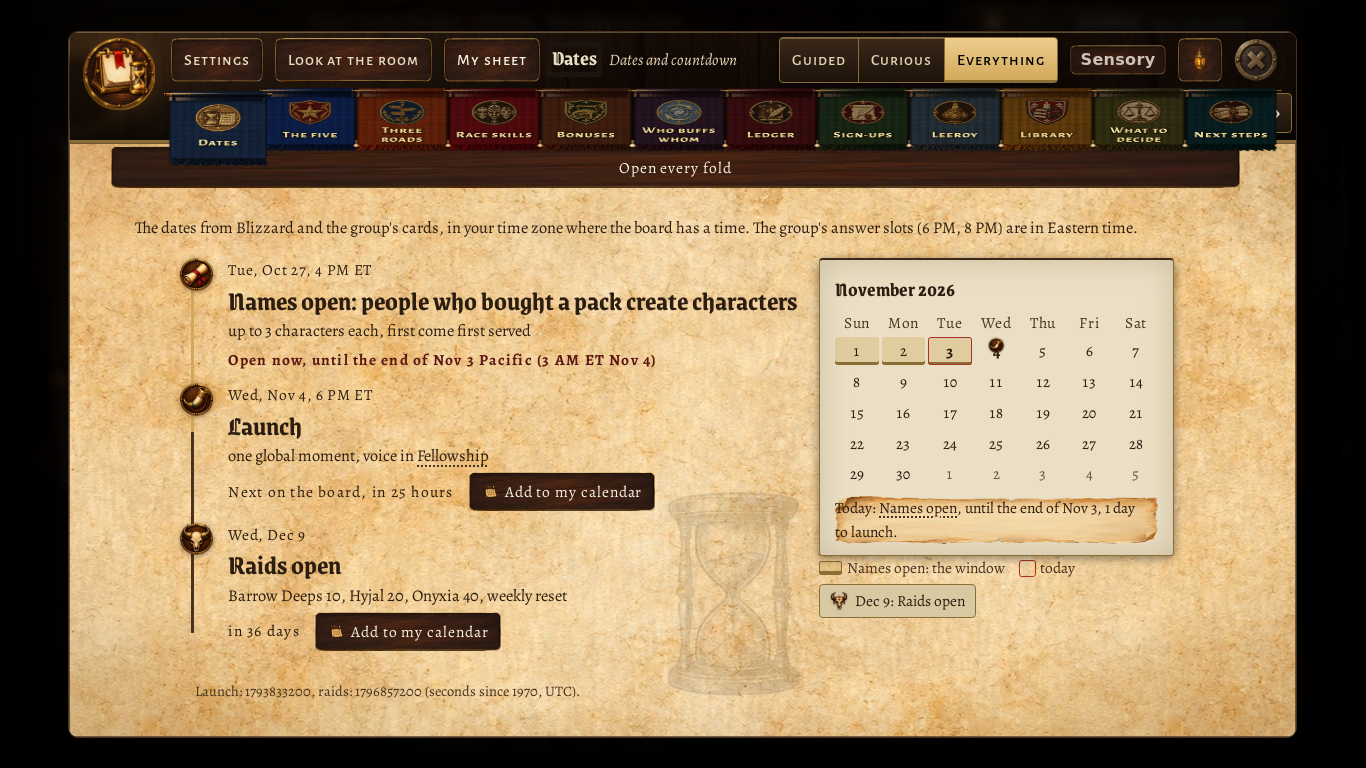 Settings
Look at the room
My sheet
Dates
Dates and countdown
Guided
Curious
Everything
Sensory
Dates
The Five
Three Roads
Race skills
Bonuses
Who buffs whom
Ledger
Sign-ups
Leeroy
Library
What to decide
Next steps
›
Open every fold
The dates from Blizzard and the group's cards, in your time zone where the board has a time. The group's answer slots (6 PM, 8 PM) are in Eastern time.
Tue, Oct 27, 4 PM ET
Names open: people who bought a pack create characters
up to 3 characters each, first come first served
Open now, until the end of Nov 3 Pacific (3 AM ET Nov 4)
Wed, Nov 4, 6 PM ET
Launch
one global moment, voice in Fellowship
Next on the board, in 25 hours
Add to my calendar
Wed, Dec 9
Raids open
Barrow Deeps 10, Hyjal 20, Onyxia 40, weekly reset
in 36 days
Add to my calendar
Launch: 1793833200, raids: 1796857200 (seconds since 1970, UTC).
November 2026
Sun Mon Tue Wed Thu Fri Sat
1 2 3 4 5 6 7
8 9 10 11 12 13 14
15 16 17 18 19 20 21
22 23 24 25 26 27 28
29 30 1 2 3 4 5
Today: Names open, until the end of Nov 3, 1 day
to launch.
Names open: the window
today
Dec 9: Raids open